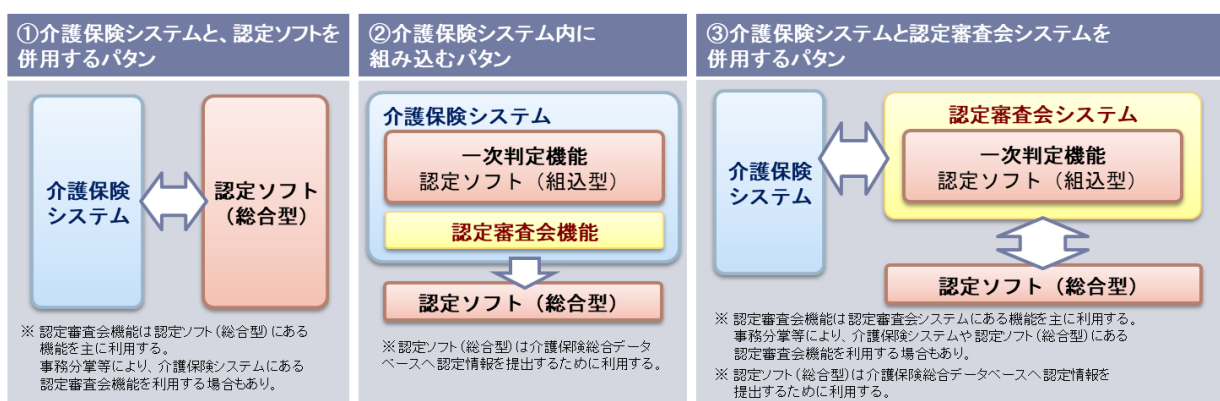 ①介護保険システムと、認定ソフトを
併用するパタン
介護保険
システム
認定ソフト
（総合型）
※ 認定審査会機能は認定ソフト（総合型）にある
機能を主に利用する。
事務分掌等により、介護保険システムにある
認定審査会機能を利用する場合もあり。
②介護保険システム内に
組み込むパタン
介護保険システム
一次判定機能
認定ソフト（組込型）
認定審査会機能
認定ソフト（総合型）
※認定ソフト（総合型）は介護保険総合データ
ベースへ認定情報を提出するために利用する。
③介護保険システムと認定審査会システムを
併用するパタン
介護保険
システム
認定審査会システム
一次判定機能
認定ソフト（組込型）
認定ソフト（総合型）
※ 認定審査会機能は認定審査会システムにある機能を主に利用する。
事務分掌等により、介護保険システムや認定ソフト（総合型）にある
認定審査会機能を利用する場合もあり。
※ 認定ソフト（総合型）は介護保険総合データベースへ認定情報を
提出するために利用する。